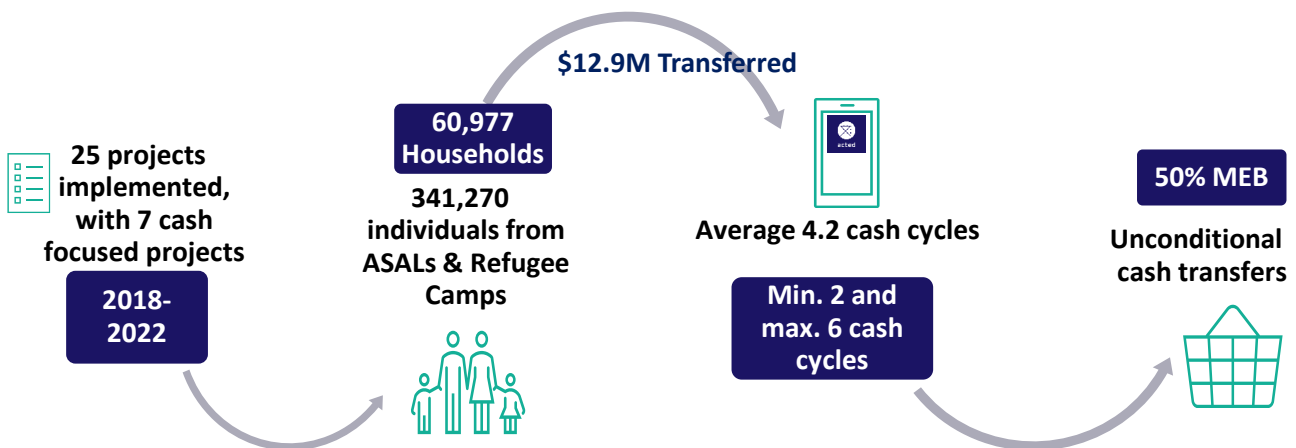 25 projects
implemented,
with 7 cash
focused projects
2018-
2022
60,977
Households
341,270
individuals from
ASALs & Refugee
Camps
$12.9M Transferred
acted
Average 4.2 cash cycles
Min. 2 and
max. 6 cash
cycles
50% MEB
Unconditional
cash transfers